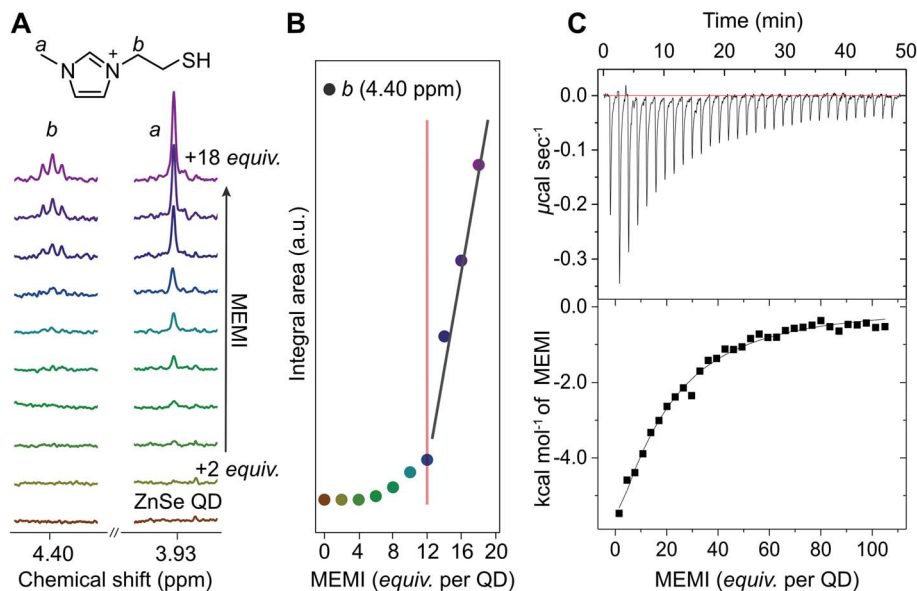 A
a
b
N
+
N
SH
b
a
+18 equiv.
MEMI
+2 equiv.
ZnSe QD
4.40
//
3.93
Chemical shift (ppm)
B
b (4.40 ppm)
Integral area (a.u.)
0 4 8 12 16 20
MEMI (equiv. per QD)
C
Time (min)
0 10 20 30 40 50
0.0
-0.1
-0.2
-0.3
µcal sec⁻¹
0.0
-2.0
-4.0
kcal mol⁻¹ of MEMI
0 20 40 60 80 100
MEMI (equiv. per QD)